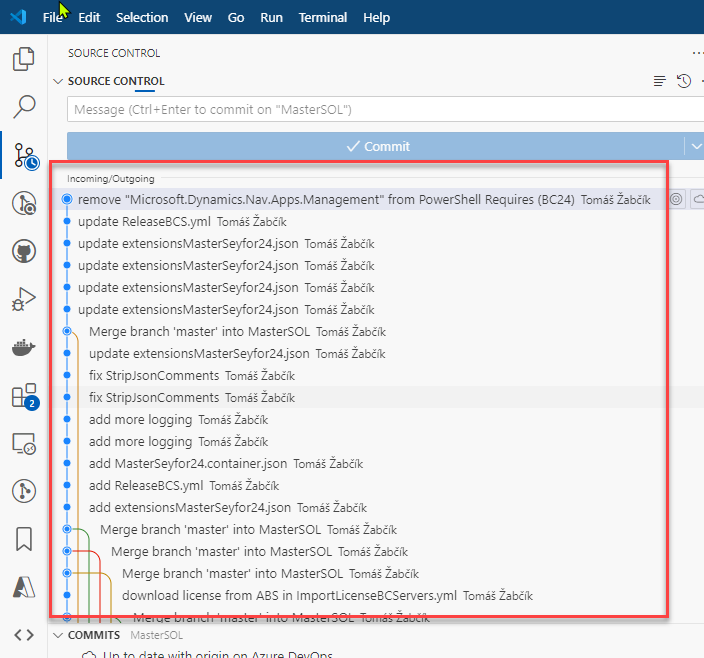 File Edit Selection View Go Run Terminal Help
SOURCE CONTROL
SOURCE CONTROL
Message (Ctrl+Enter to commit on "MasterSOL")
Commit
Incoming/Outgoing
remove "Microsoft.Dynamics.Nav.Apps.Management" from PowerShell Requires (BC24) Tomáš Žabčík
update ReleaseBCS.yml Tomáš Žabčík
update extensionsMasterSeyfor24.json Tomáš Žabčík
update extensionsMasterSeyfor24.json Tomáš Žabčík
update extensionsMasterSeyfor24.json Tomáš Žabčík
update extensionsMasterSeyfor24.json Tomáš Žabčík
Merge branch 'master' into MasterSOL Tomáš Žabčík
update extensionsMasterSeyfor24.json Tomáš Žabčík
fix StripJsonComments Tomáš Žabčík
fix StripJsonComments Tomáš Žabčík
add more logging Tomáš Žabčík
add more logging Tomáš Žabčík
add MasterSeyfor24.container.json Tomáš Žabčík
add ReleaseBCS.yml Tomáš Žabčík
2
add extensionsMasterSeyfor24.json Tomáš Žabčík
Merge branch 'master' into MasterSOL Tomáš Žabčík
Merge branch 'master' into MasterSOL Tomáš Žabčík
Merge branch 'master' into MasterSOL Tomáš Žabčík
download license from ABS in ImportLicenseBCServers.yml Tomáš Žabčík
Merge branch 'master' into MasterSOL Tomáš Žabčík
COMMITS MasterSOL
Up to date with origin on Azure DevOps